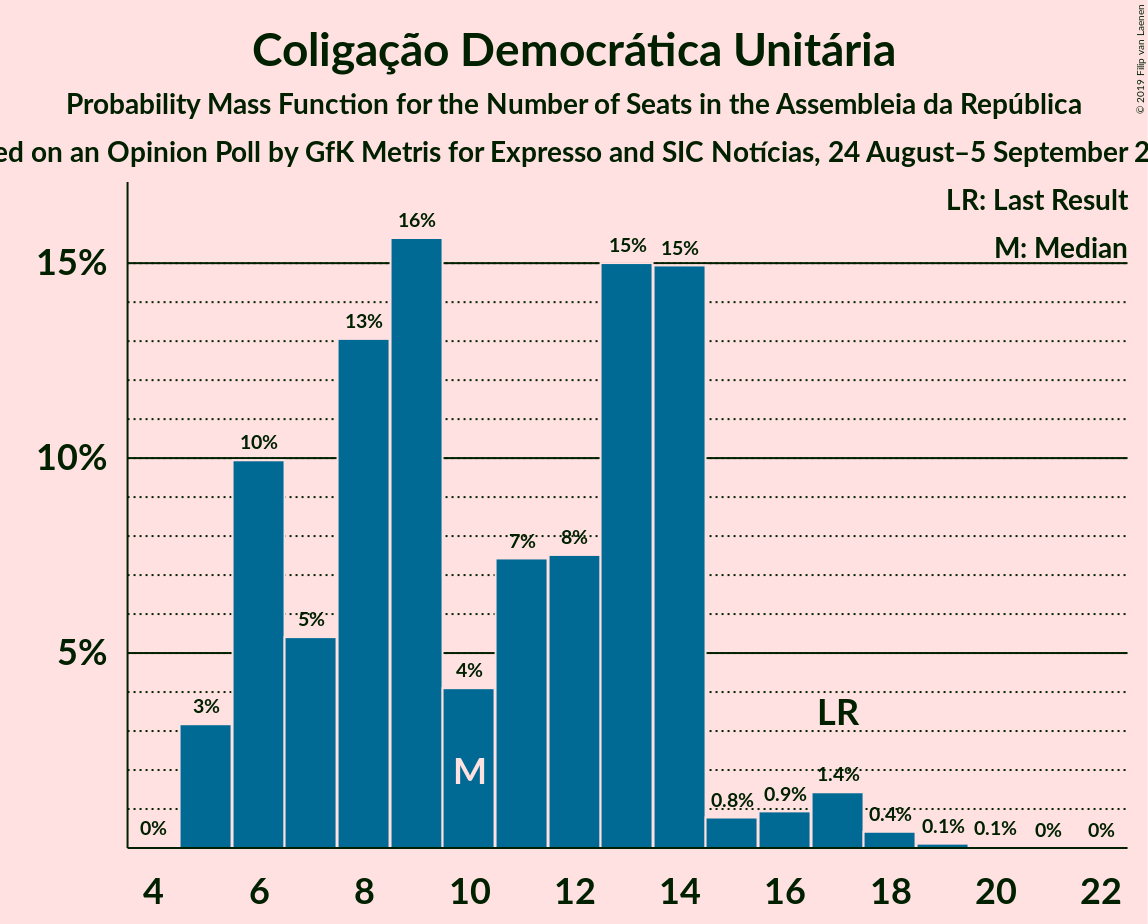 Coligação Democrática Unitária
Probability Mass Function for the Number of Seats in the Assembleia da República
ed on an Opinion Poll by GfK Metris for Expresso and SIC Notícias, 24 August–5 September 2
© 2019 Filip van Laenen
LR: Last Result
M: Median
15%
10%
5%
0%
3%
10%
5%
13%
16%
4%
7%
8%
15%
15%
0.8%
0.9%
1.4%
0.4%
0.1%
0.1%
0%
0%
LR
M
4 6 8 10 12 14 16 18 20 22